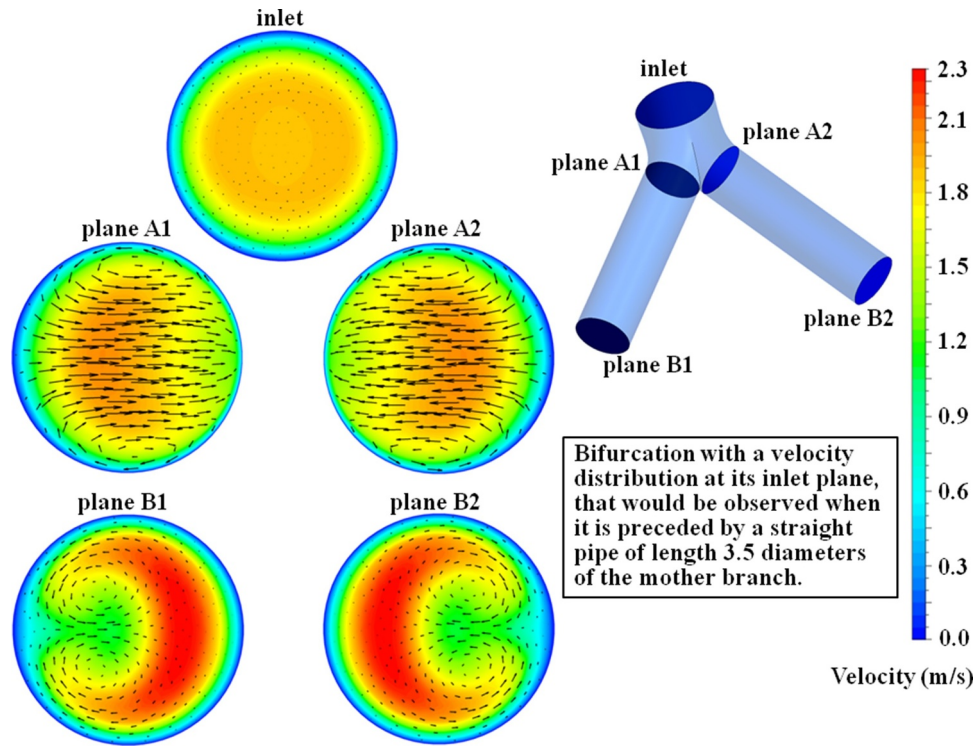 inlet
plane A1
plane A2
plane B1
plane B2
inlet
plane A2
plane A1
plane B2
plane B1
Bifurcation with a velocity
distribution at its inlet plane,
that would be observed when
it is preceded by a straight
pipe of length 3.5 diameters
of the mother branch.
2.3
2.1
1.8
1.5
1.2
0.9
0.6
0.3
0.0
Velocity (m/s)